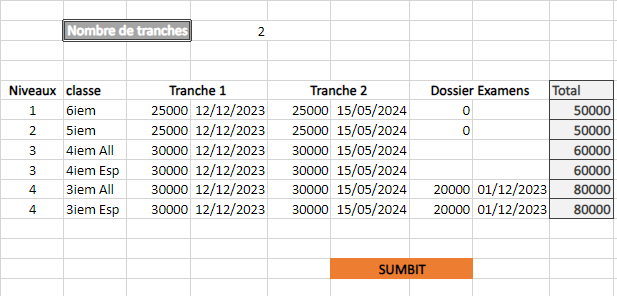 Nombre de tranches 2
Niveaux classe Tranche 1 Tranche 2 Dossier Examens Total
1 6iem 25000 12/12/2023 25000 15/05/2024 0 50000
2 5iem 25000 12/12/2023 25000 15/05/2024 0 50000
3 4iem All 30000 12/12/2023 30000 15/05/2024 60000
3 4iem Esp 30000 12/12/2023 30000 15/05/2024 60000
4 3iem All 30000 12/12/2023 30000 15/05/2024 20000 01/12/2023 80000
4 3iem Esp 30000 12/12/2023 30000 15/05/2024 20000 01/12/2023 80000
SUMBIT